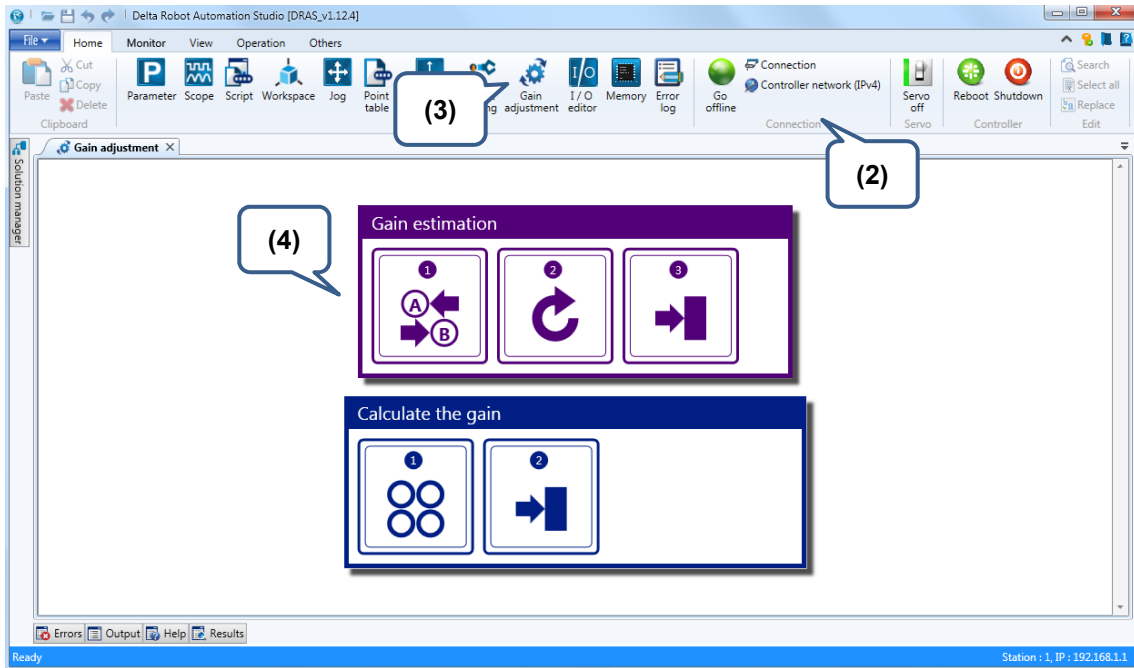 Delta Robot Automation Studio [DRAS_v1.12.4]
File Home Monitor View Operation Others
Paste Cut Copy Delete
Clipboard
Parameter Scope Script Workspace Jog Point table
ng Gain adjustment I/O editor Memory Error log
Go offline Connection Controller network (IPv4)
Connection
Servo off
Servo
Reboot Shutdown
Controller
Search Select all Replace
Edit
(3)
(2)
Solution manager
Gain adjustment
(4)
Gain estimation
1 2 3
A
B
Calculate the gain
1 2
Errors Output Help Results
Ready Station : 1, IP : 192.168.1.1